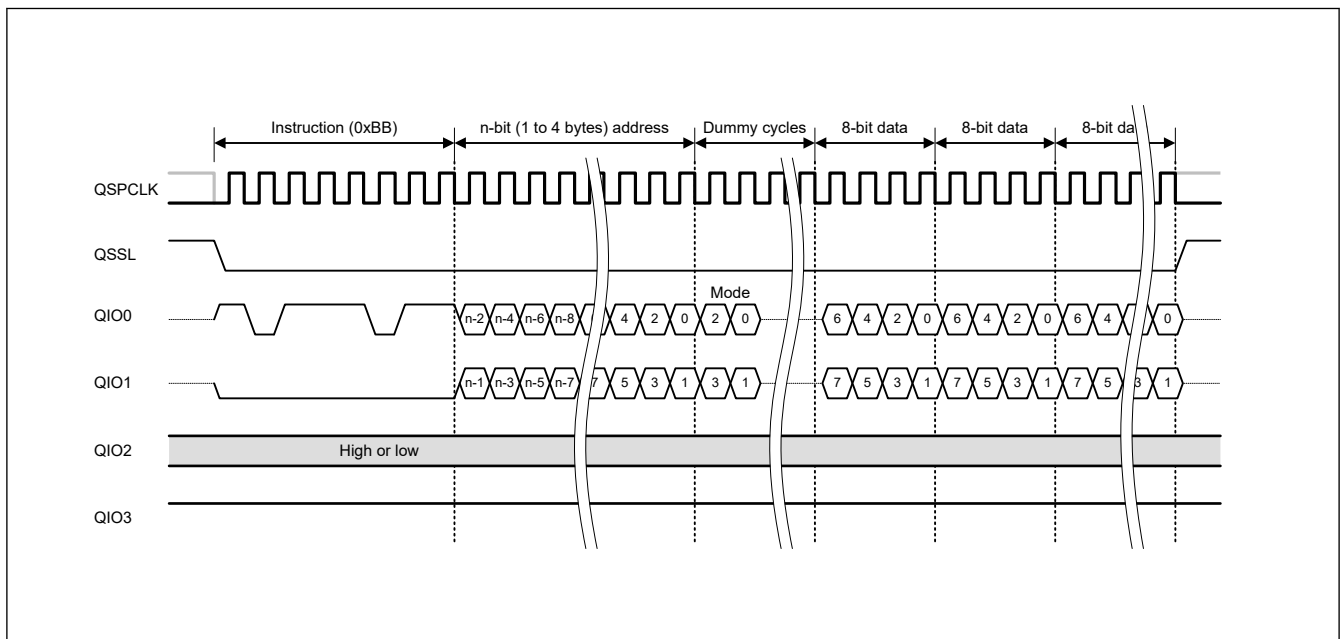 Instruction (0xBB) n-bit (1 to 4 bytes) address Dummy cycles 8-bit data 8-bit data 8-bit da
QSPCLK
QSSL
Mode
QIO0 n-2 n-4 n-6 n-8 4 2 0 2 0 6 4 2 0 6 4 2 0 6 4 0
QIO1 n-1 n-3 n-5 n-7 7 5 3 1 3 1 7 5 3 1 7 5 3 1 7 5 3 1
QIO2 High or low
QIO3